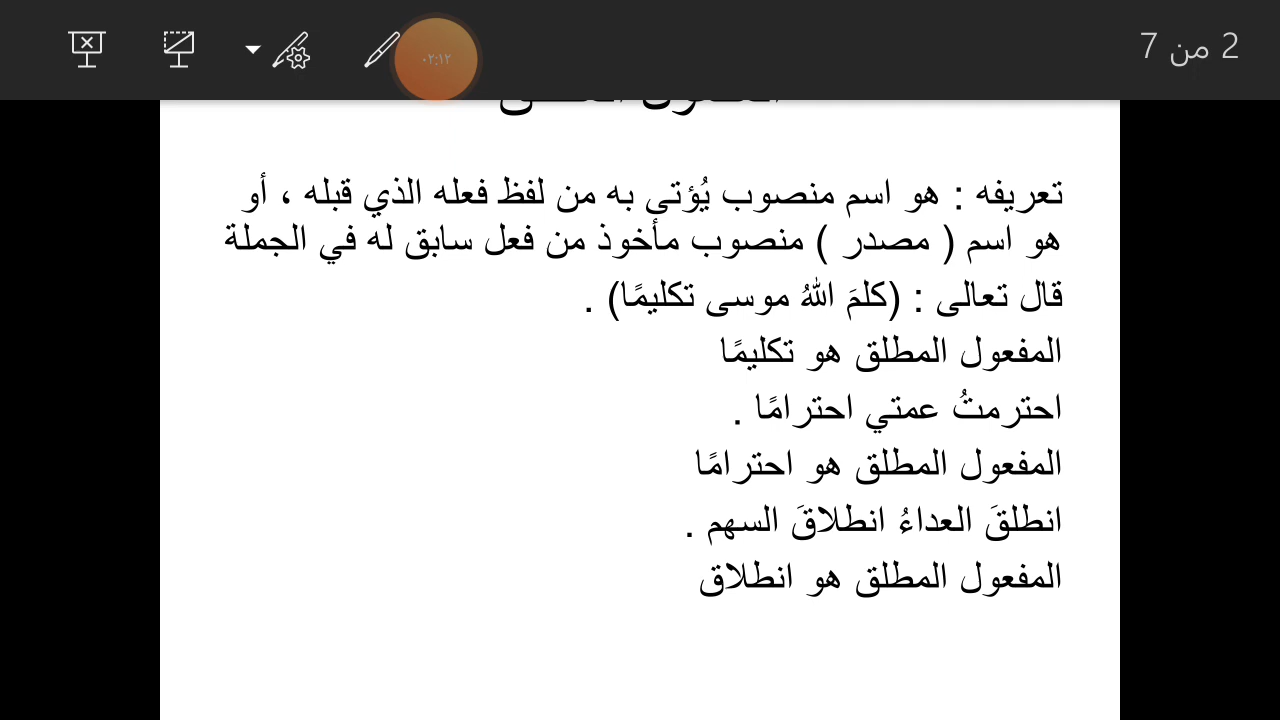 2 من 7
٠٢:١٢
تعريفه : هو اسم منصوب يُؤتى به من لفظ فعله الذي قبله ، أو
هو اسم ( مصدر ) منصوب مأخوذ من فعل سابق له في الجملة
قال تعالى : (كلمَ اللهُ موسى تكليمًا) .
المفعول المطلق هو تكليمًا
احترمتُ عمتي احترامًا .
المفعول المطلق هو احترامًا
انطلقَ العداءُ انطلاقَ السهم .
المفعول المطلق هو انطلاق